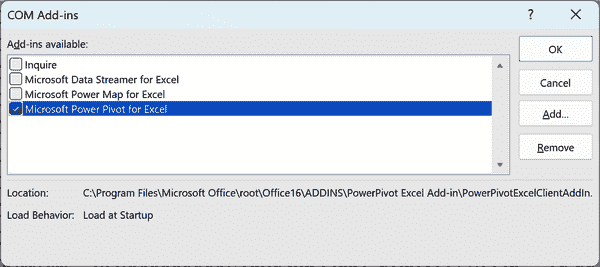 COM Add-ins
?
Add-ins available:
Inquire
Microsoft Data Streamer for Excel
Microsoft Power Map for Excel
Microsoft Power Pivot for Excel
OK
Cancel
Add...
Remove
Location: C:\Program Files\Microsoft Office\root\Office16\ADDINS\PowerPivot Excel Add-in\PowerPivotExcelClientAddIn.
Load Behavior: Load at Startup